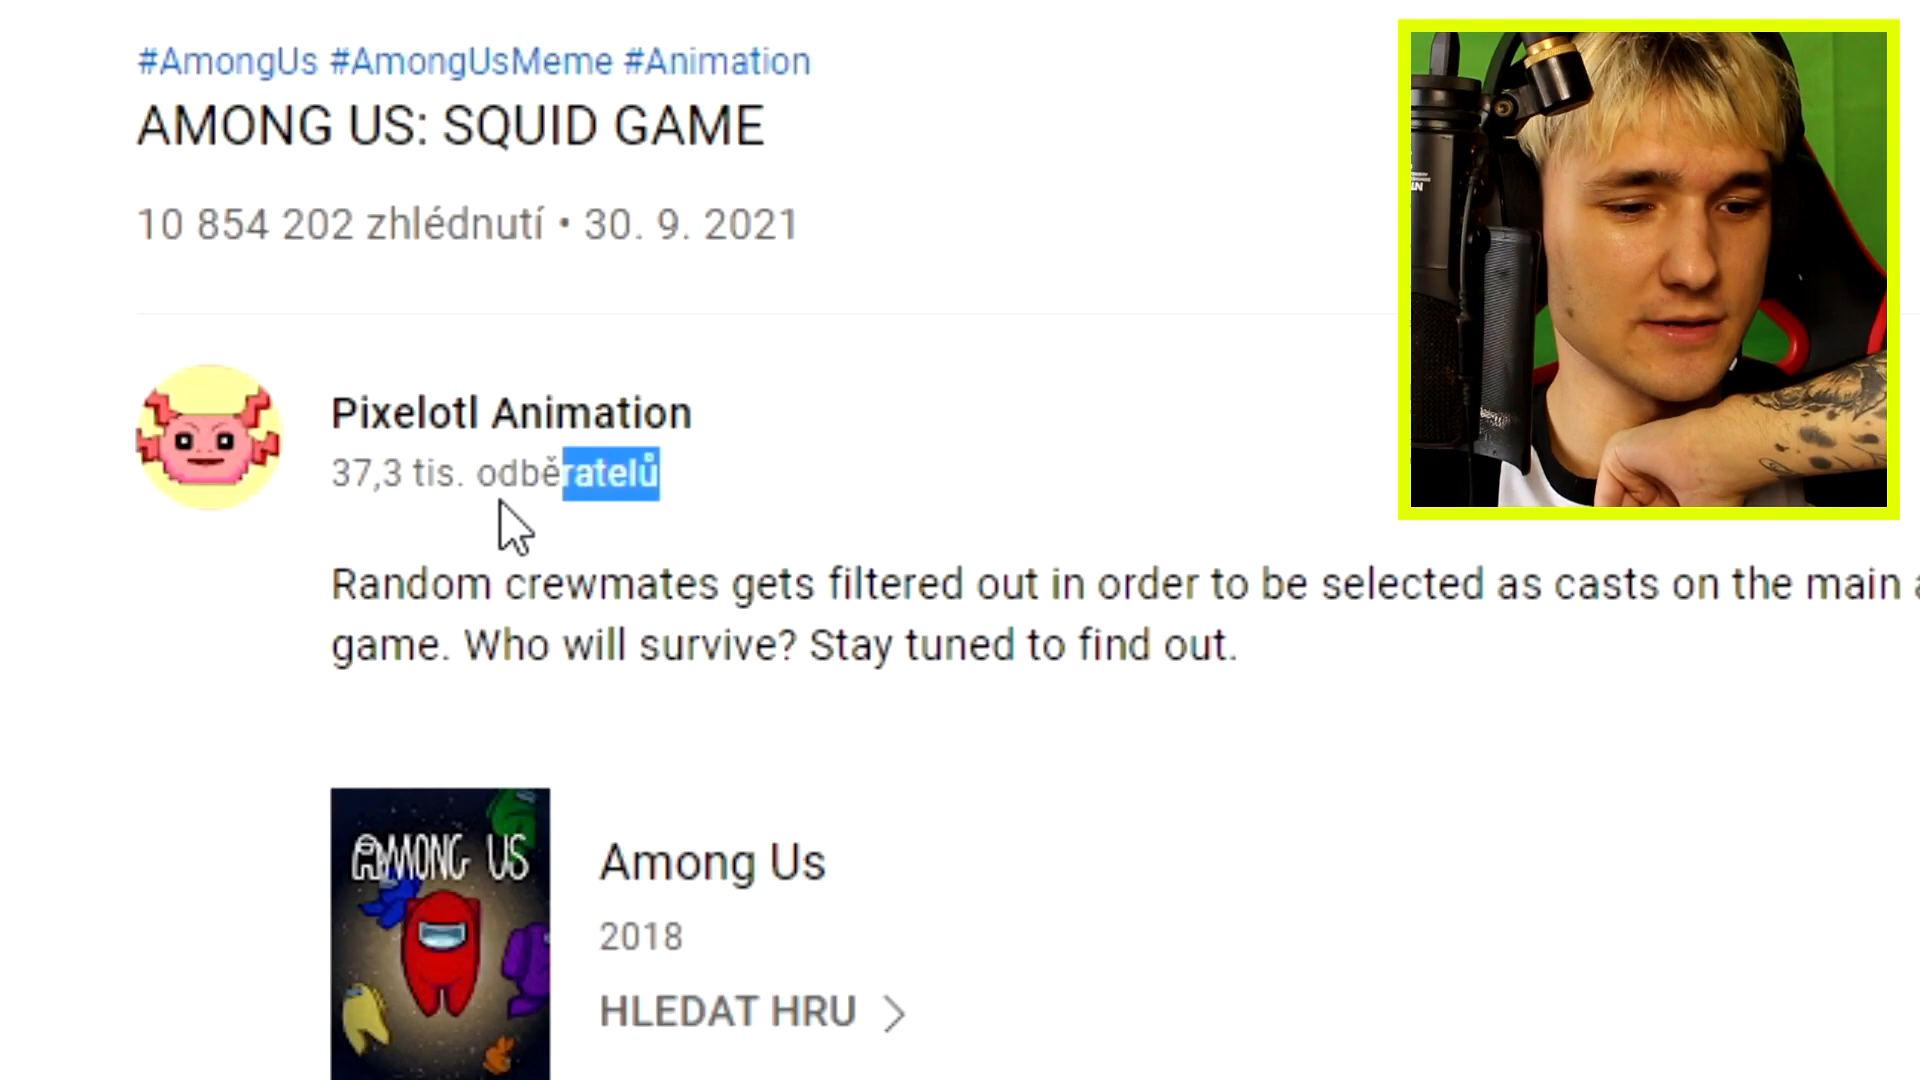 #AmongUs #AmongUsMeme #Animation
AMONG US: SQUID GAME
10 854 202 zhlédnutí • 30. 9. 2021
Pixelotl Animation
37,3 tis. odběratelů
Random crewmates gets filtered out in order to be selected as casts on the main
game. Who will survive? Stay tuned to find out.
AMONG US
Among Us
2018
HLEDAT HRU